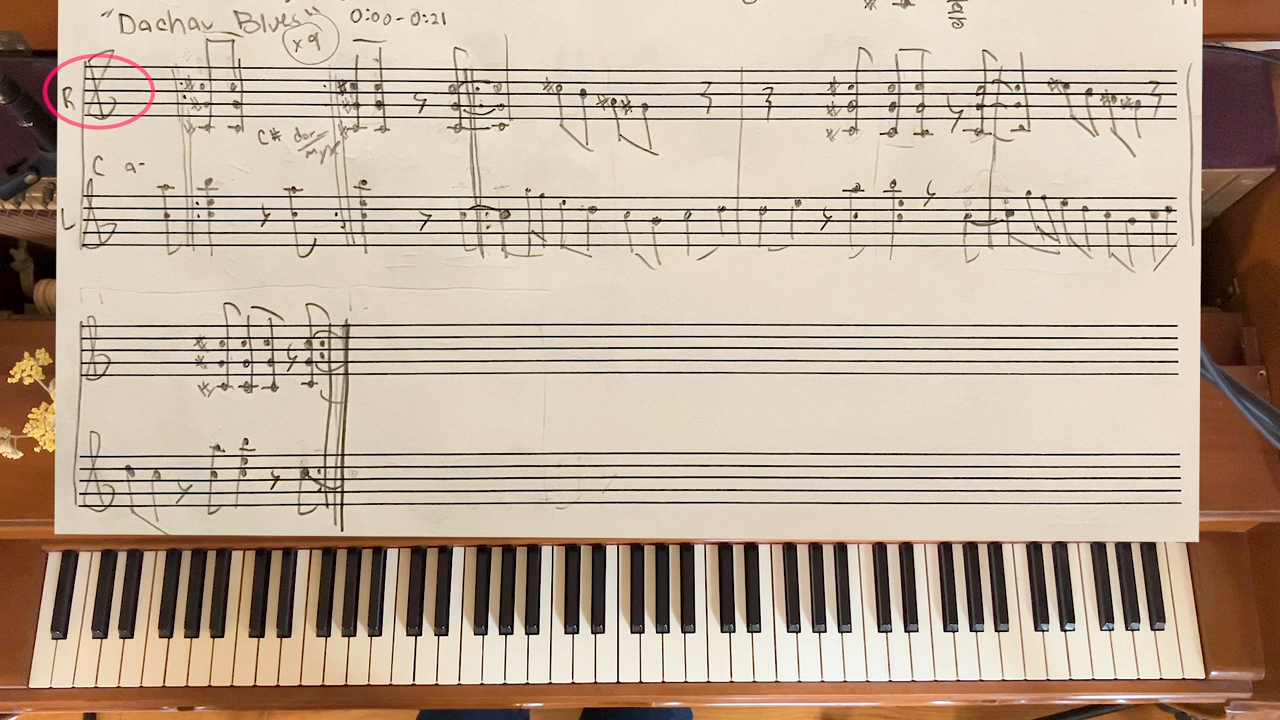 "Dachau Blues" 0:00-0:21
x9
R
C# dor
myx
C a-
L